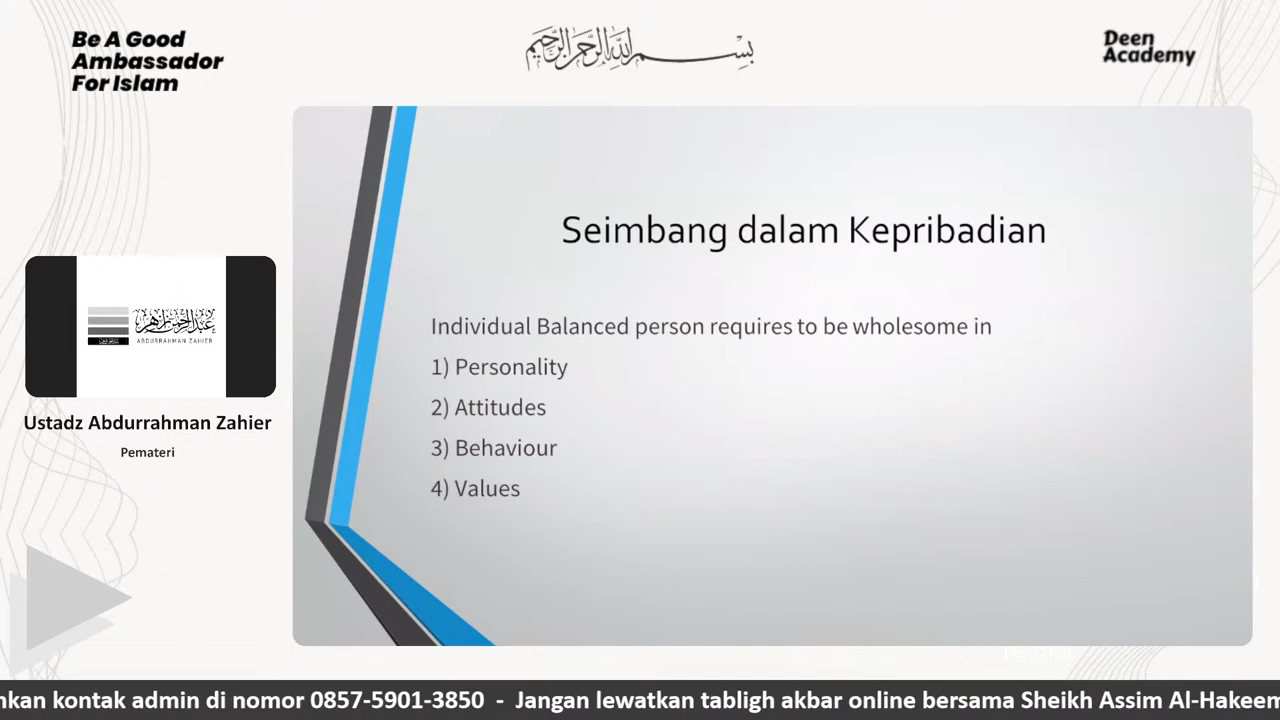 Be A Good
Ambassador
For Islam
بسم الله الرحمن الرحيم
Deen
Academy
Seimbang dalam Kepribadian
Individual Balanced person requires to be wholesome in
1) Personality
2) Attitudes
3) Behaviour
4) Values
عبدالرحمن زاهر
ABDURRAHMAN ZAHIER
Ustadz Abdurrahman Zahier
Pemateri
kontak admin di nomor 0857-5901-3850 - Jangan lewatkan tabligh akbar online bersama Sheikh Assim Al-Hakeem